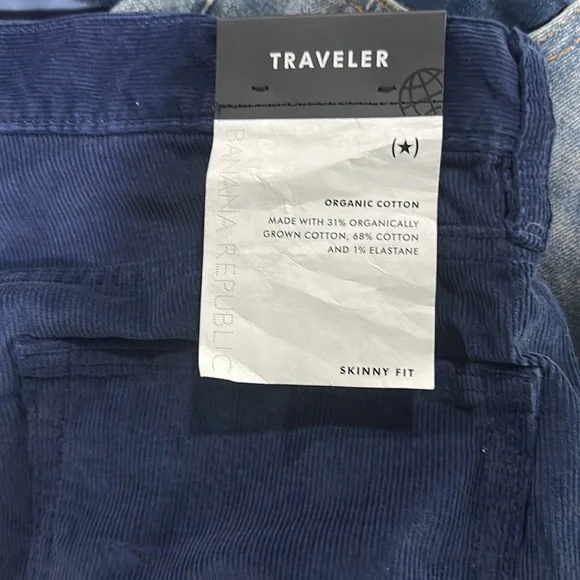 TRAVELER
(★)
BANANA REPUBLIC
ORGANIC COTTON
MADE WITH 31% ORGANICALLY
GROWN COTTON, 68% COTTON
AND 1% ELASTANE
SKINNY FIT